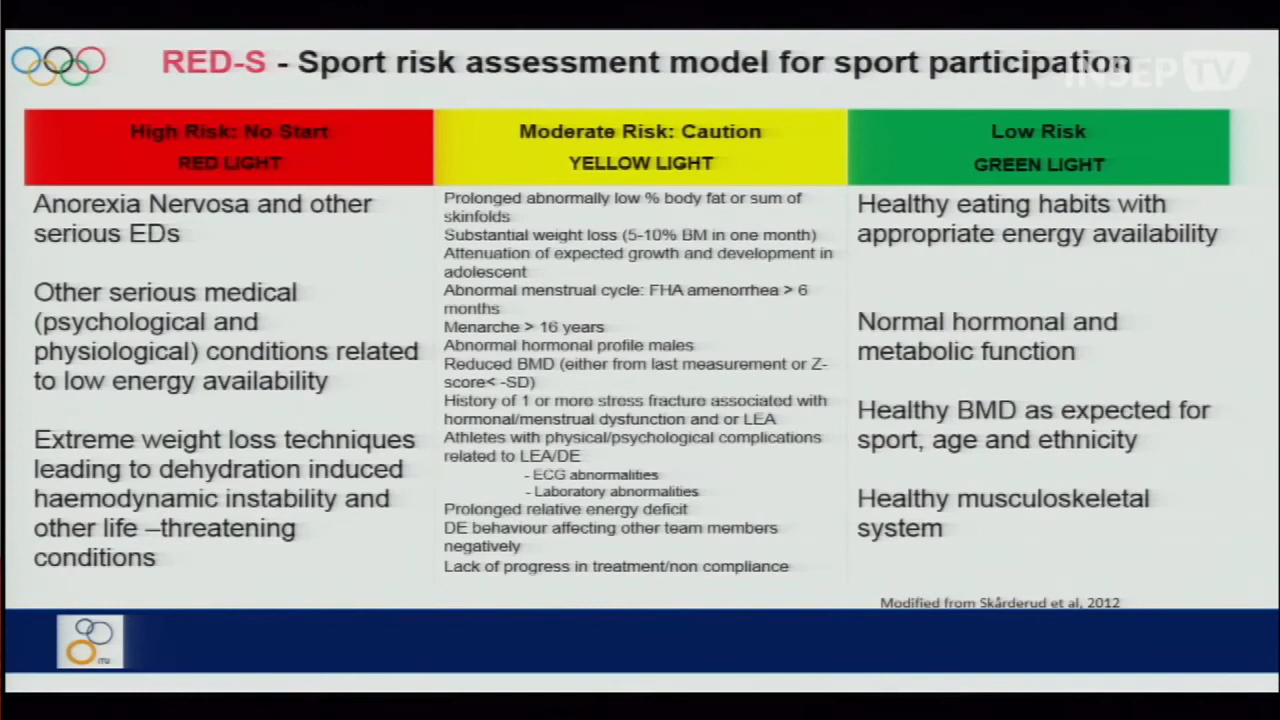 RED-S - Sport risk assessment model for sport participation
INSEP TV
High Risk: No Start
RED LIGHT
Moderate Risk: Caution
YELLOW LIGHT
Low Risk
GREEN LIGHT
Anorexia Nervosa and other
serious EDs
Other serious medical
(psychological and
physiological) conditions related
to low energy availability
Extreme weight loss techniques
leading to dehydration induced
haemodynamic instability and
other life –threatening
conditions
Prolonged abnormally low % body fat or sum of
skinfolds
Substantial weight loss (5-10% BM in one month)
Attenuation of expected growth and development in
adolescent
Abnormal menstrual cycle: FHA amenorrhea > 6
months
Menarche > 16 years
Abnormal hormonal profile males
Reduced BMD (either from last measurement or Z-
score< -SD)
History of 1 or more stress fracture associated with
hormonal/menstrual dysfunction and or LEA
Athletes with physical/psychological complications
related to LEA/DE
- ECG abnormalities
- Laboratory abnormalities
Prolonged relative energy deficit
DE behaviour affecting other team members
negatively
Lack of progress in treatment/non compliance
Healthy eating habits with
appropriate energy availability
Normal hormonal and
metabolic function
Healthy BMD as expected for
sport, age and ethnicity
Healthy musculoskeletal
system
Modified from Skårderud et al, 2012
ITU